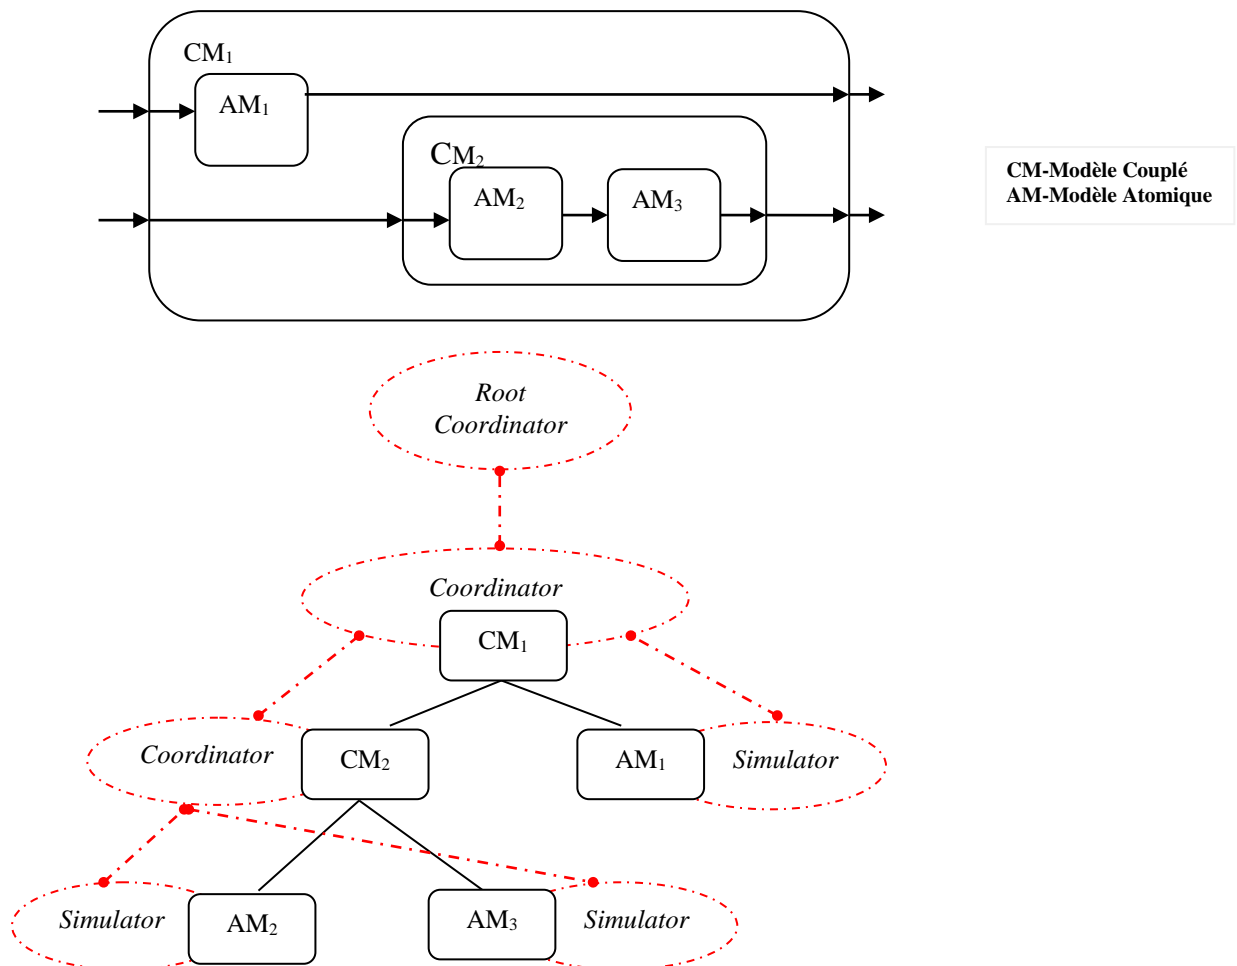 CM₁
AM₁
CM₂
AM₂
AM₃
CM-Modèle Couplé
AM-Modèle Atomique
Root
Coordinator
Coordinator
CM₁
Coordinator
CM₂
AM₁
Simulator
Simulator
AM₂
AM₃
Simulator